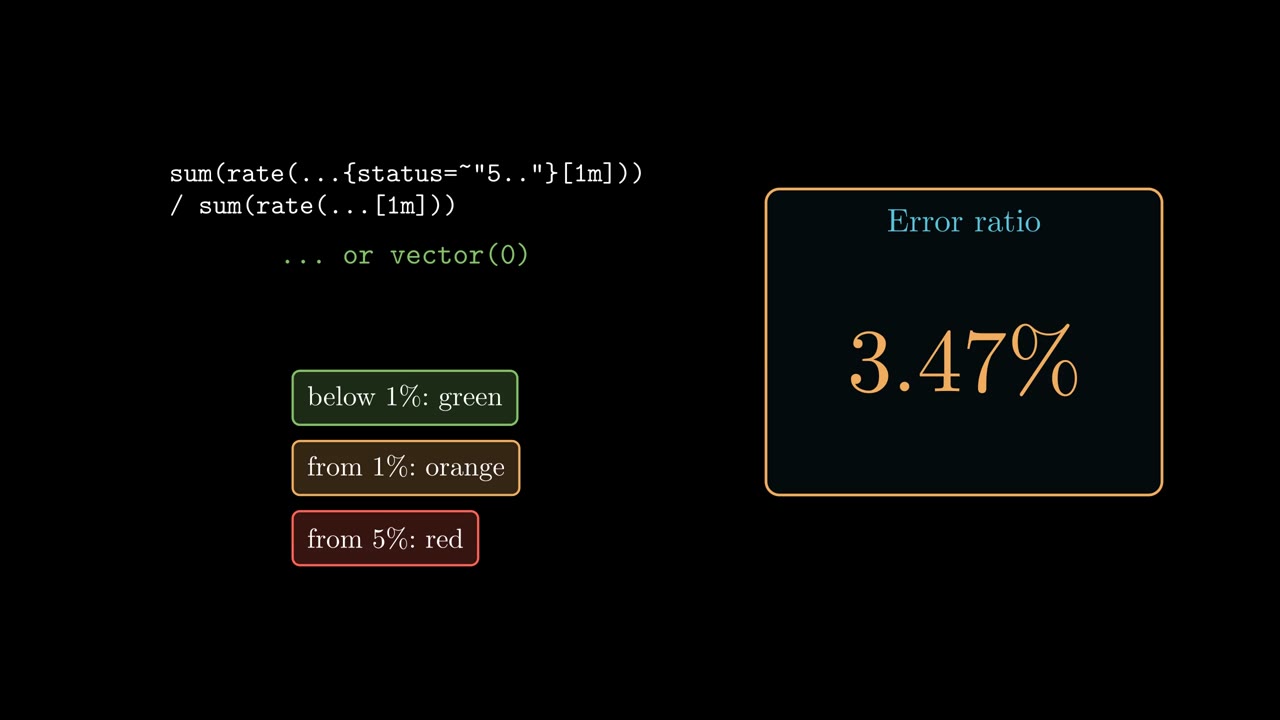 sum(rate(...{status=~"5.."}[1m]))
/ sum(rate(...[1m]))
... or vector(0)
below 1%: green
from 1%: orange
from 5%: red
Error ratio
3.47%